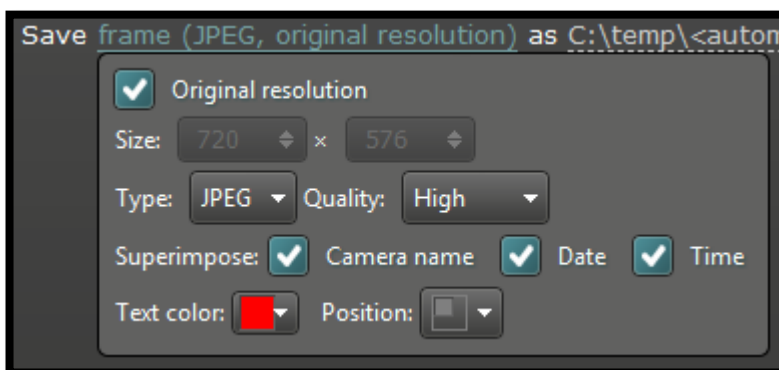 Save frame (JPEG, original resolution) as C:\temp\<autom
Original resolution
Size: 720 × 576
Type: JPEG Quality: High
Superimpose: Camera name Date Time
Text color: Position: